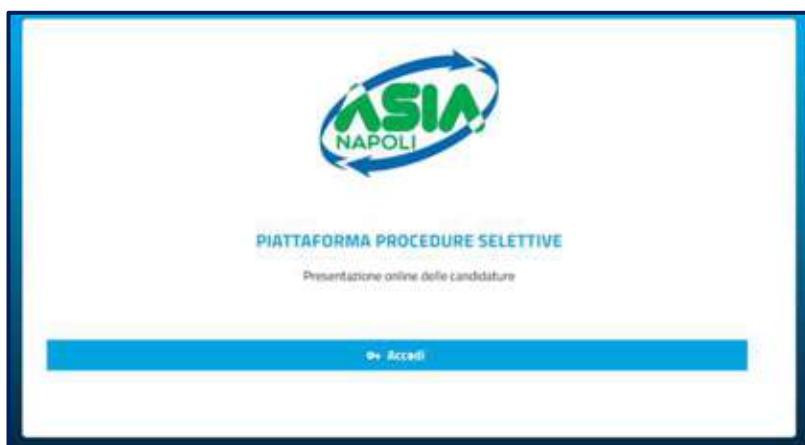 ASIA
NAPOLI
PIATTAFORMA PROCEDURE SELETTIVE
Presentazione online delle candidature
Accedi